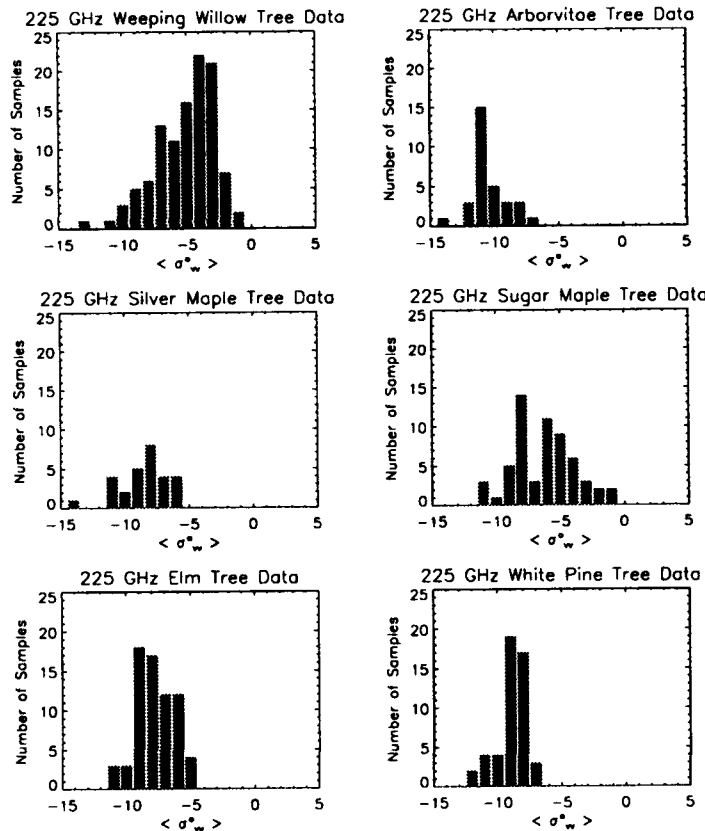 225 GHz Weeping Willow Tree Data
Number of Samples
25
20
15
10
5
0
-15 -10 -5 0 5
< σ°vv >
225 GHz Arborvitae Tree Data
Number of Samples
25
20
15
10
5
0
-15 -10 -5 0 5
< σ°vv >
225 GHz Silver Maple Tree Data
Number of Samples
25
20
15
10
5
0
-15 -10 -5 0 5
< σ°vv >
225 GHz Sugar Maple Tree Data
Number of Samples
25
20
15
10
5
0
-15 -10 -5 0 5
< σ°vv >
225 GHz Elm Tree Data
Number of Samples
25
20
15
10
5
0
-15 -10 -5 0 5
< σ°vv >
225 GHz White Pine Tree Data
Number of Samples
25
20
15
10
5
0
-15 -10 -5 0 5
< σ°vv >